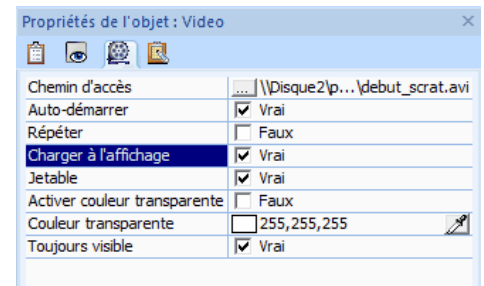 Propriétés de l'objet : Video
Chemin d'accès ... \\Disque2\p...\debut_scrat.avi
Auto-démarrer Vrai
Répéter Faux
Charger à l'affichage Vrai
Jetable Vrai
Activer couleur transparente Faux
Couleur transparente 255,255,255
Toujours visible Vrai